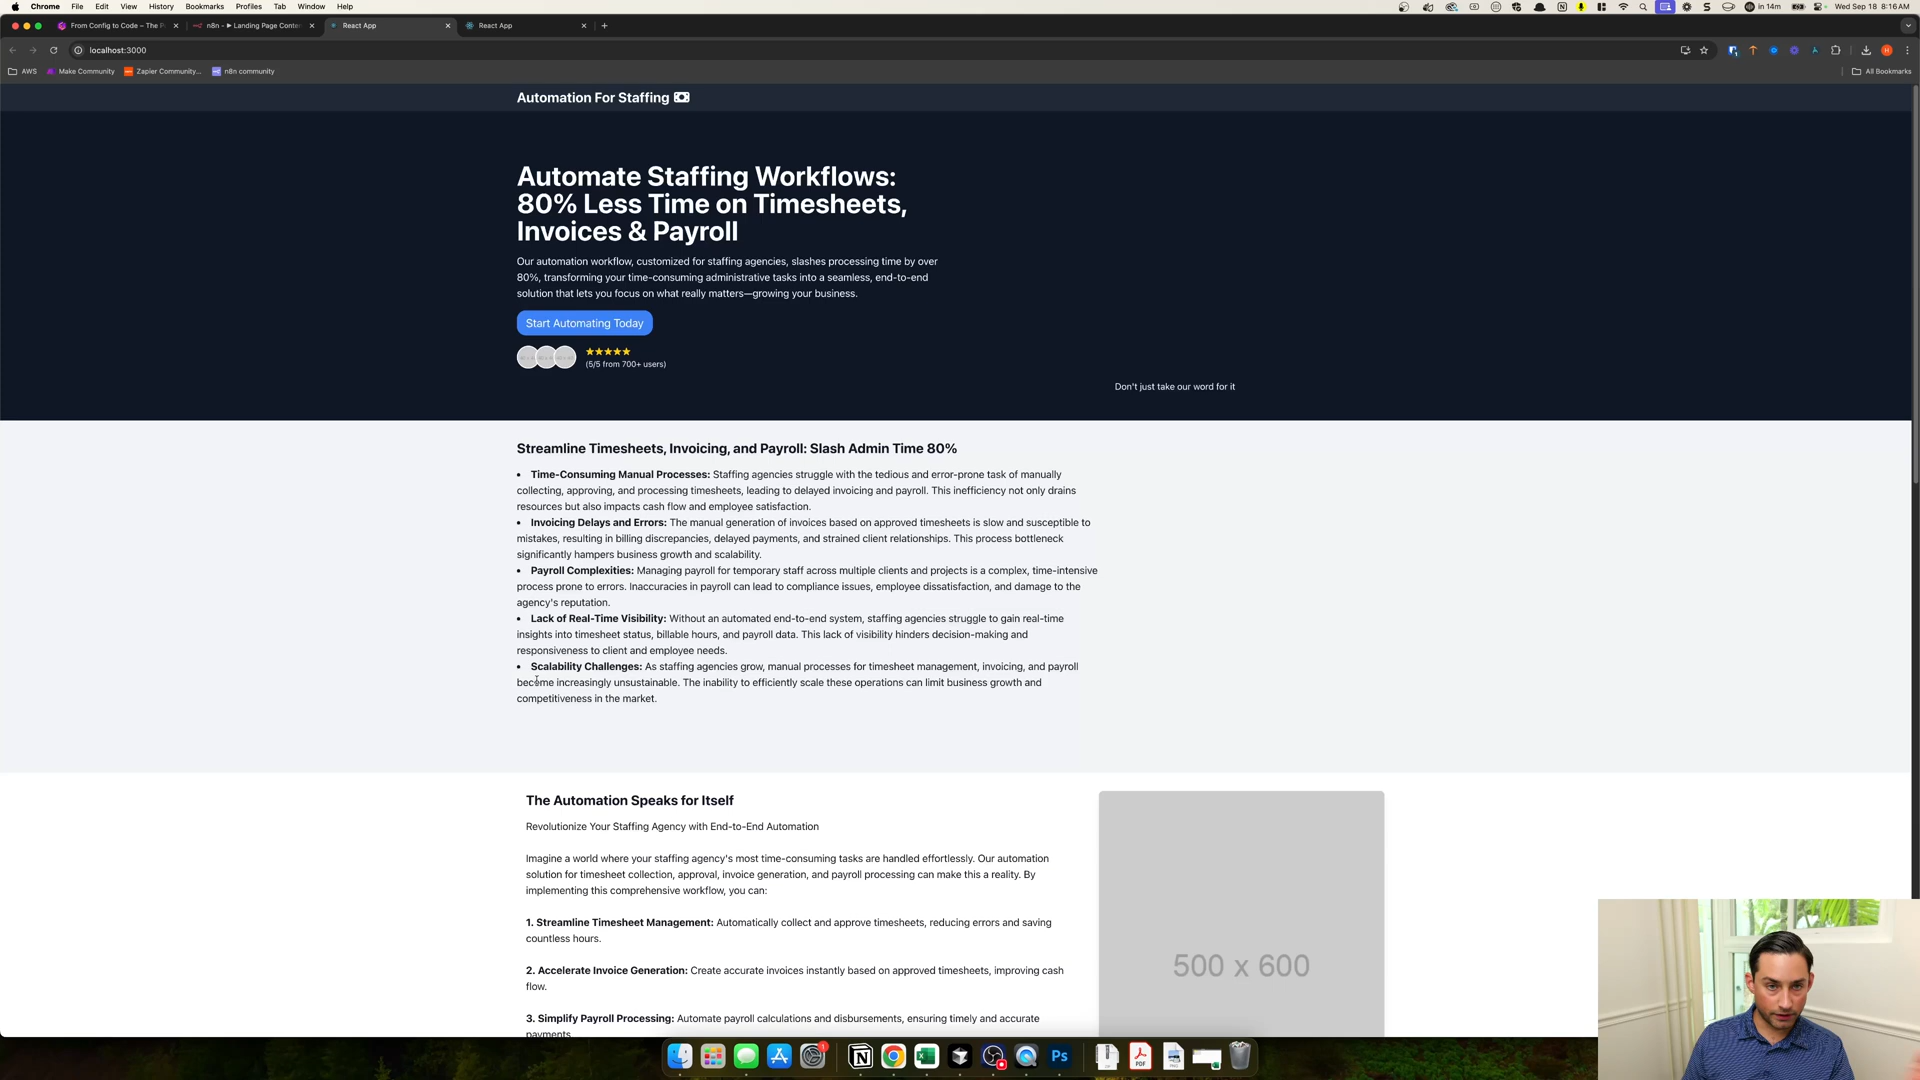 Chrome File Edit View History Bookmarks Profiles Tab Window Help
in 14m
Wed Sep 18 8:16 AM
From Config to Code – The P
n8n - ▶ Landing Page Conte
React App
React App
localhost:3000
AWS
Make Community
Zapier Community...
n8n community
All Bookmarks
Automation For Staffing
Automate Staffing Workflows:
80% Less Time on Timesheets,
Invoices & Payroll
Our automation workflow, customized for staffing agencies, slashes processing time by over
80%, transforming your time-consuming administrative tasks into a seamless, end-to-end
solution that lets you focus on what really matters—growing your business.
Start Automating Today
(5/5 from 700+ users)
Don't just take our word for it
Streamline Timesheets, Invoicing, and Payroll: Slash Admin Time 80%
• Time-Consuming Manual Processes: Staffing agencies struggle with the tedious and error-prone task of manually
collecting, approving, and processing timesheets, leading to delayed invoicing and payroll. This inefficiency not only drains
resources but also impacts cash flow and employee satisfaction.
• Invoicing Delays and Errors: The manual generation of invoices based on approved timesheets is slow and susceptible to
mistakes, resulting in billing discrepancies, delayed payments, and strained client relationships. This process bottleneck
significantly hampers business growth and scalability.
• Payroll Complexities: Managing payroll for temporary staff across multiple clients and projects is a complex, time-intensive
process prone to errors. Inaccuracies in payroll can lead to compliance issues, employee dissatisfaction, and damage to the
agency's reputation.
• Lack of Real-Time Visibility: Without an automated end-to-end system, staffing agencies struggle to gain real-time
insights into timesheet status, billable hours, and payroll data. This lack of visibility hinders decision-making and
responsiveness to client and employee needs.
• Scalability Challenges: As staffing agencies grow, manual processes for timesheet management, invoicing, and payroll
become increasingly unsustainable. The inability to efficiently scale these operations can limit business growth and
competitiveness in the market.
The Automation Speaks for Itself
Revolutionize Your Staffing Agency with End-to-End Automation
Imagine a world where your staffing agency's most time-consuming tasks are handled effortlessly. Our automation
solution for timesheet collection, approval, invoice generation, and payroll processing can make this a reality. By
implementing this comprehensive workflow, you can:
1. Streamline Timesheet Management: Automatically collect and approve timesheets, reducing errors and saving
countless hours.
2. Accelerate Invoice Generation: Create accurate invoices instantly based on approved timesheets, improving cash
flow.
3. Simplify Payroll Processing: Automate payroll calculations and disbursements, ensuring timely and accurate
payments.
500 x 600
Ps
PDF